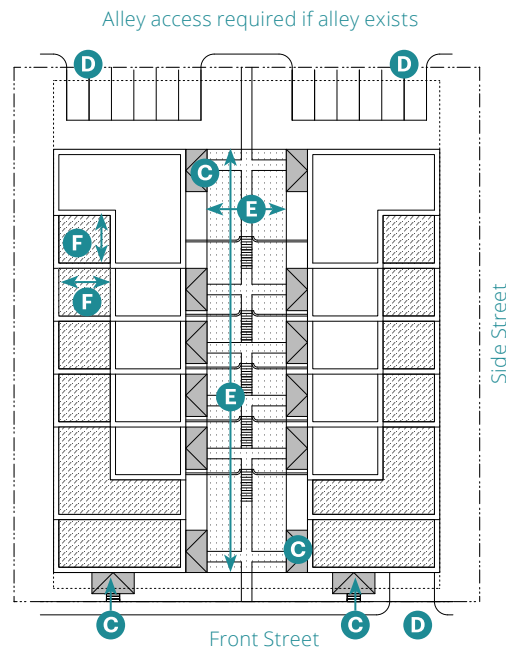 Alley access required if alley exists
D D
C
E
F
F
Side Street
E
C
C C D
Front Street